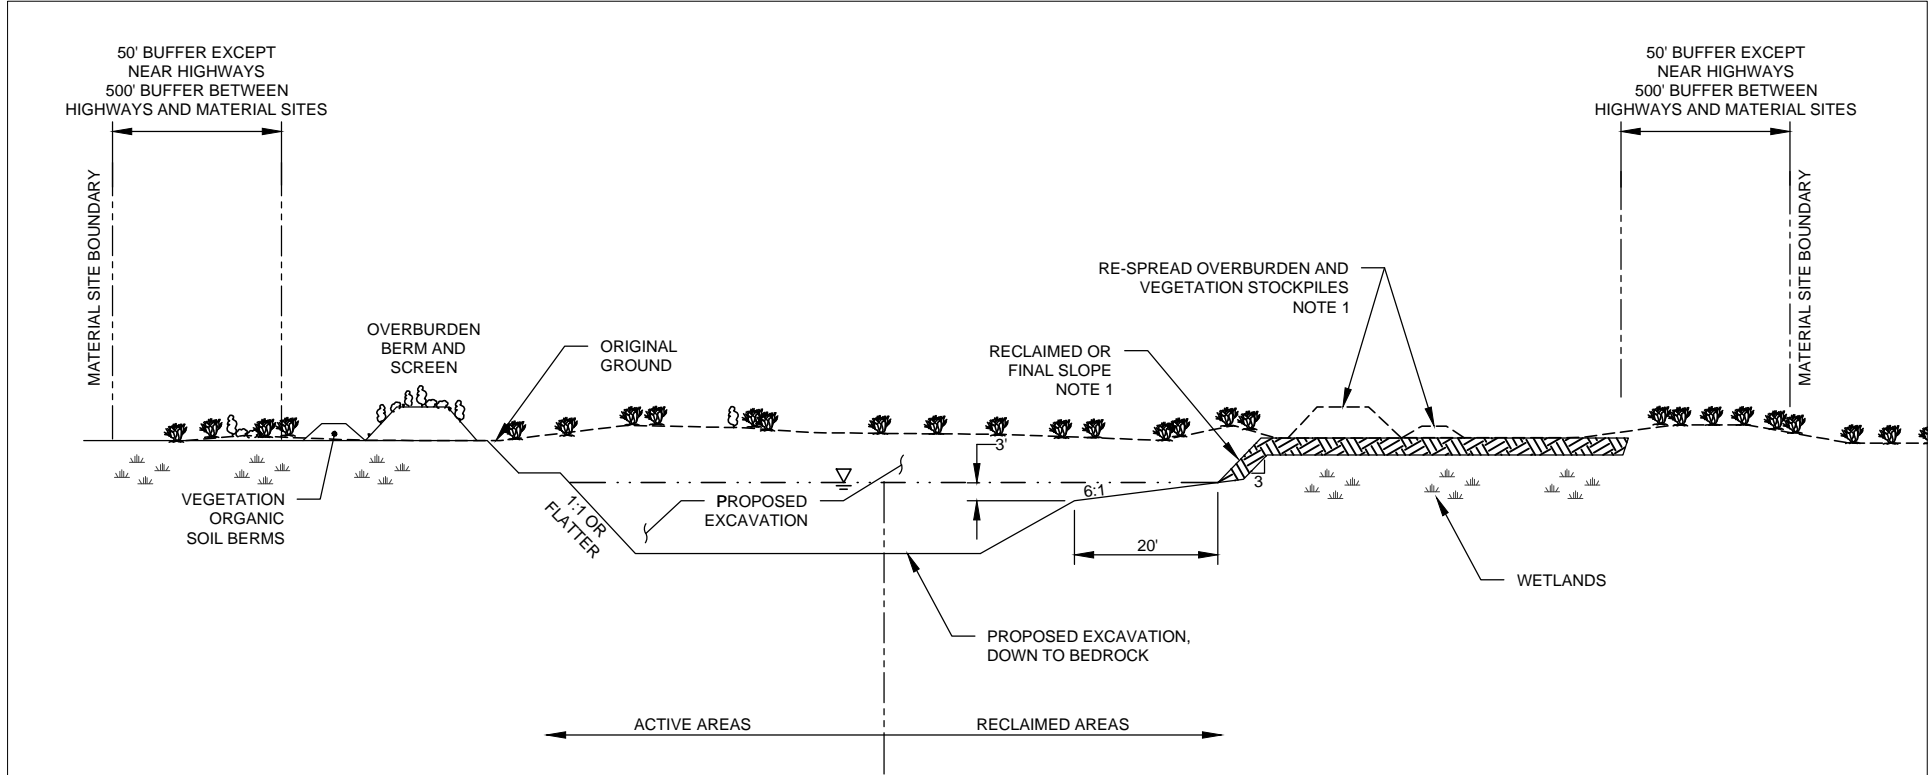 50' BUFFER EXCEPT
NEAR HIGHWAYS
500' BUFFER BETWEEN
HIGHWAYS AND MATERIAL SITES
50' BUFFER EXCEPT
NEAR HIGHWAYS
500' BUFFER BETWEEN
HIGHWAYS AND MATERIAL SITES
MATERIAL SITE BOUNDARY
MATERIAL SITE BOUNDARY
OVERBURDEN
BERM AND
SCREEN
ORIGINAL
GROUND
RE-SPREAD OVERBURDEN AND
VEGETATION STOCKPILES
NOTE 1
RECLAIMED OR
FINAL SLOPE
NOTE 1
3'
3
6:1
VEGETATION
ORGANIC
SOIL BERMS
1:1 OR
FLATTER
PROPOSED
EXCAVATION
20'
WETLANDS
PROPOSED EXCAVATION,
DOWN TO BEDROCK
ACTIVE AREAS
RECLAIMED AREAS